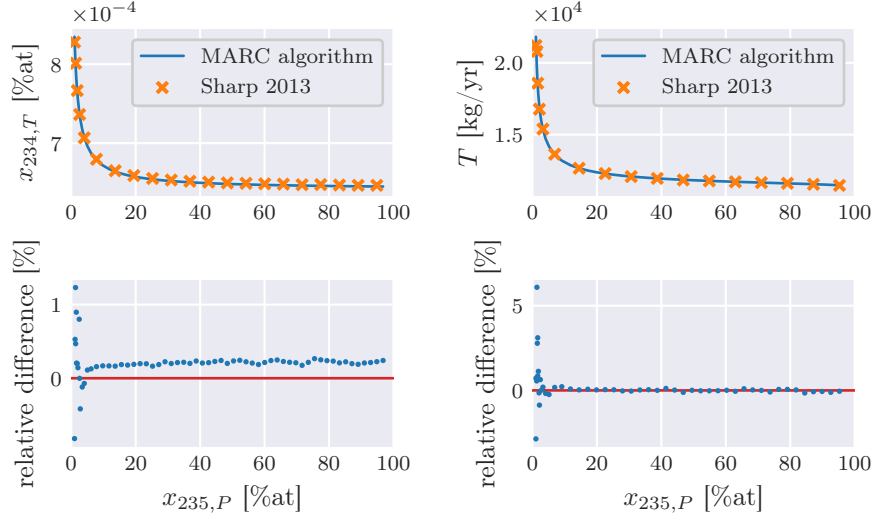 ×10⁻⁴
x₂₃₄,T [%at]
8
7
MARC algorithm
Sharp 2013
0 20 40 60 80 100
×10⁴
T [kg/yr]
2.0
1.5
MARC algorithm
Sharp 2013
0 20 40 60 80 100
relative difference [%]
1
0
0 20 40 60 80 100
x₂₃₅,P [%at]
relative difference [%]
5
0
0 20 40 60 80 100
x₂₃₅,P [%at]